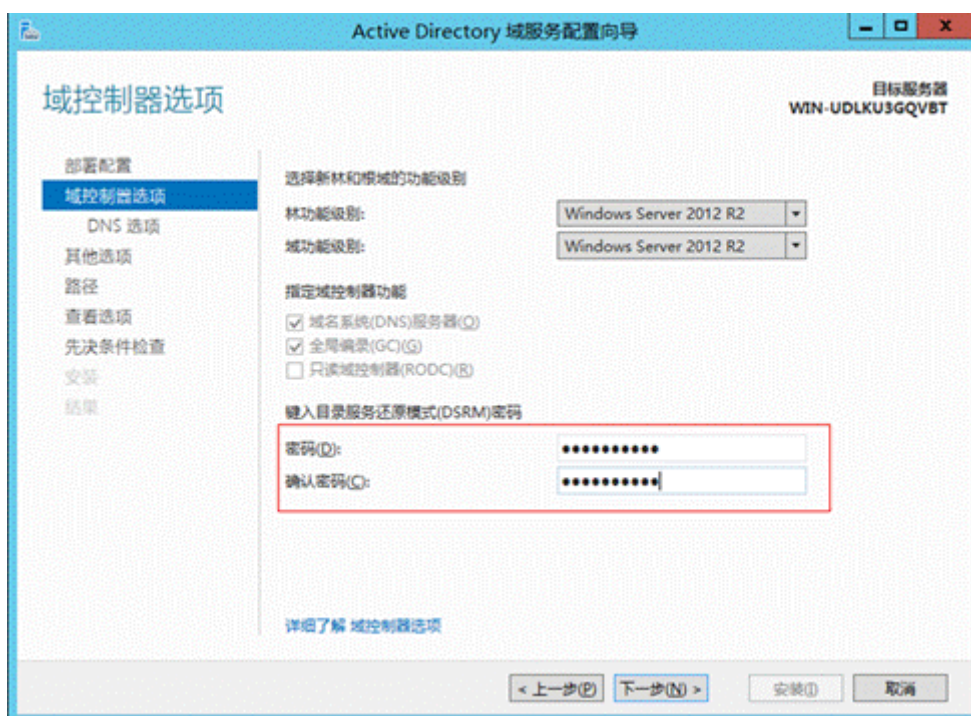 Active Directory 域服务配置向导
域控制器选项
目标服务器
WIN-UDLKU3GQVBT
部署配置
域控制器选项
DNS 选项
其他选项
路径
查看选项
先决条件检查
安装
结果
选择新林和根域的功能级别
林功能级别: Windows Server 2012 R2
域功能级别: Windows Server 2012 R2
指定域控制器功能
域名系统(DNS)服务器(O)
全局编录(GC)(G)
只读域控制器(RODC)(R)
键入目录服务还原模式(DSRM)密码
密码(D): ●●●●●●●●●●
确认密码(C): ●●●●●●●●●●
详细了解 域控制器选项
< 上一步(P) 下一步(N) > 安装(I) 取消